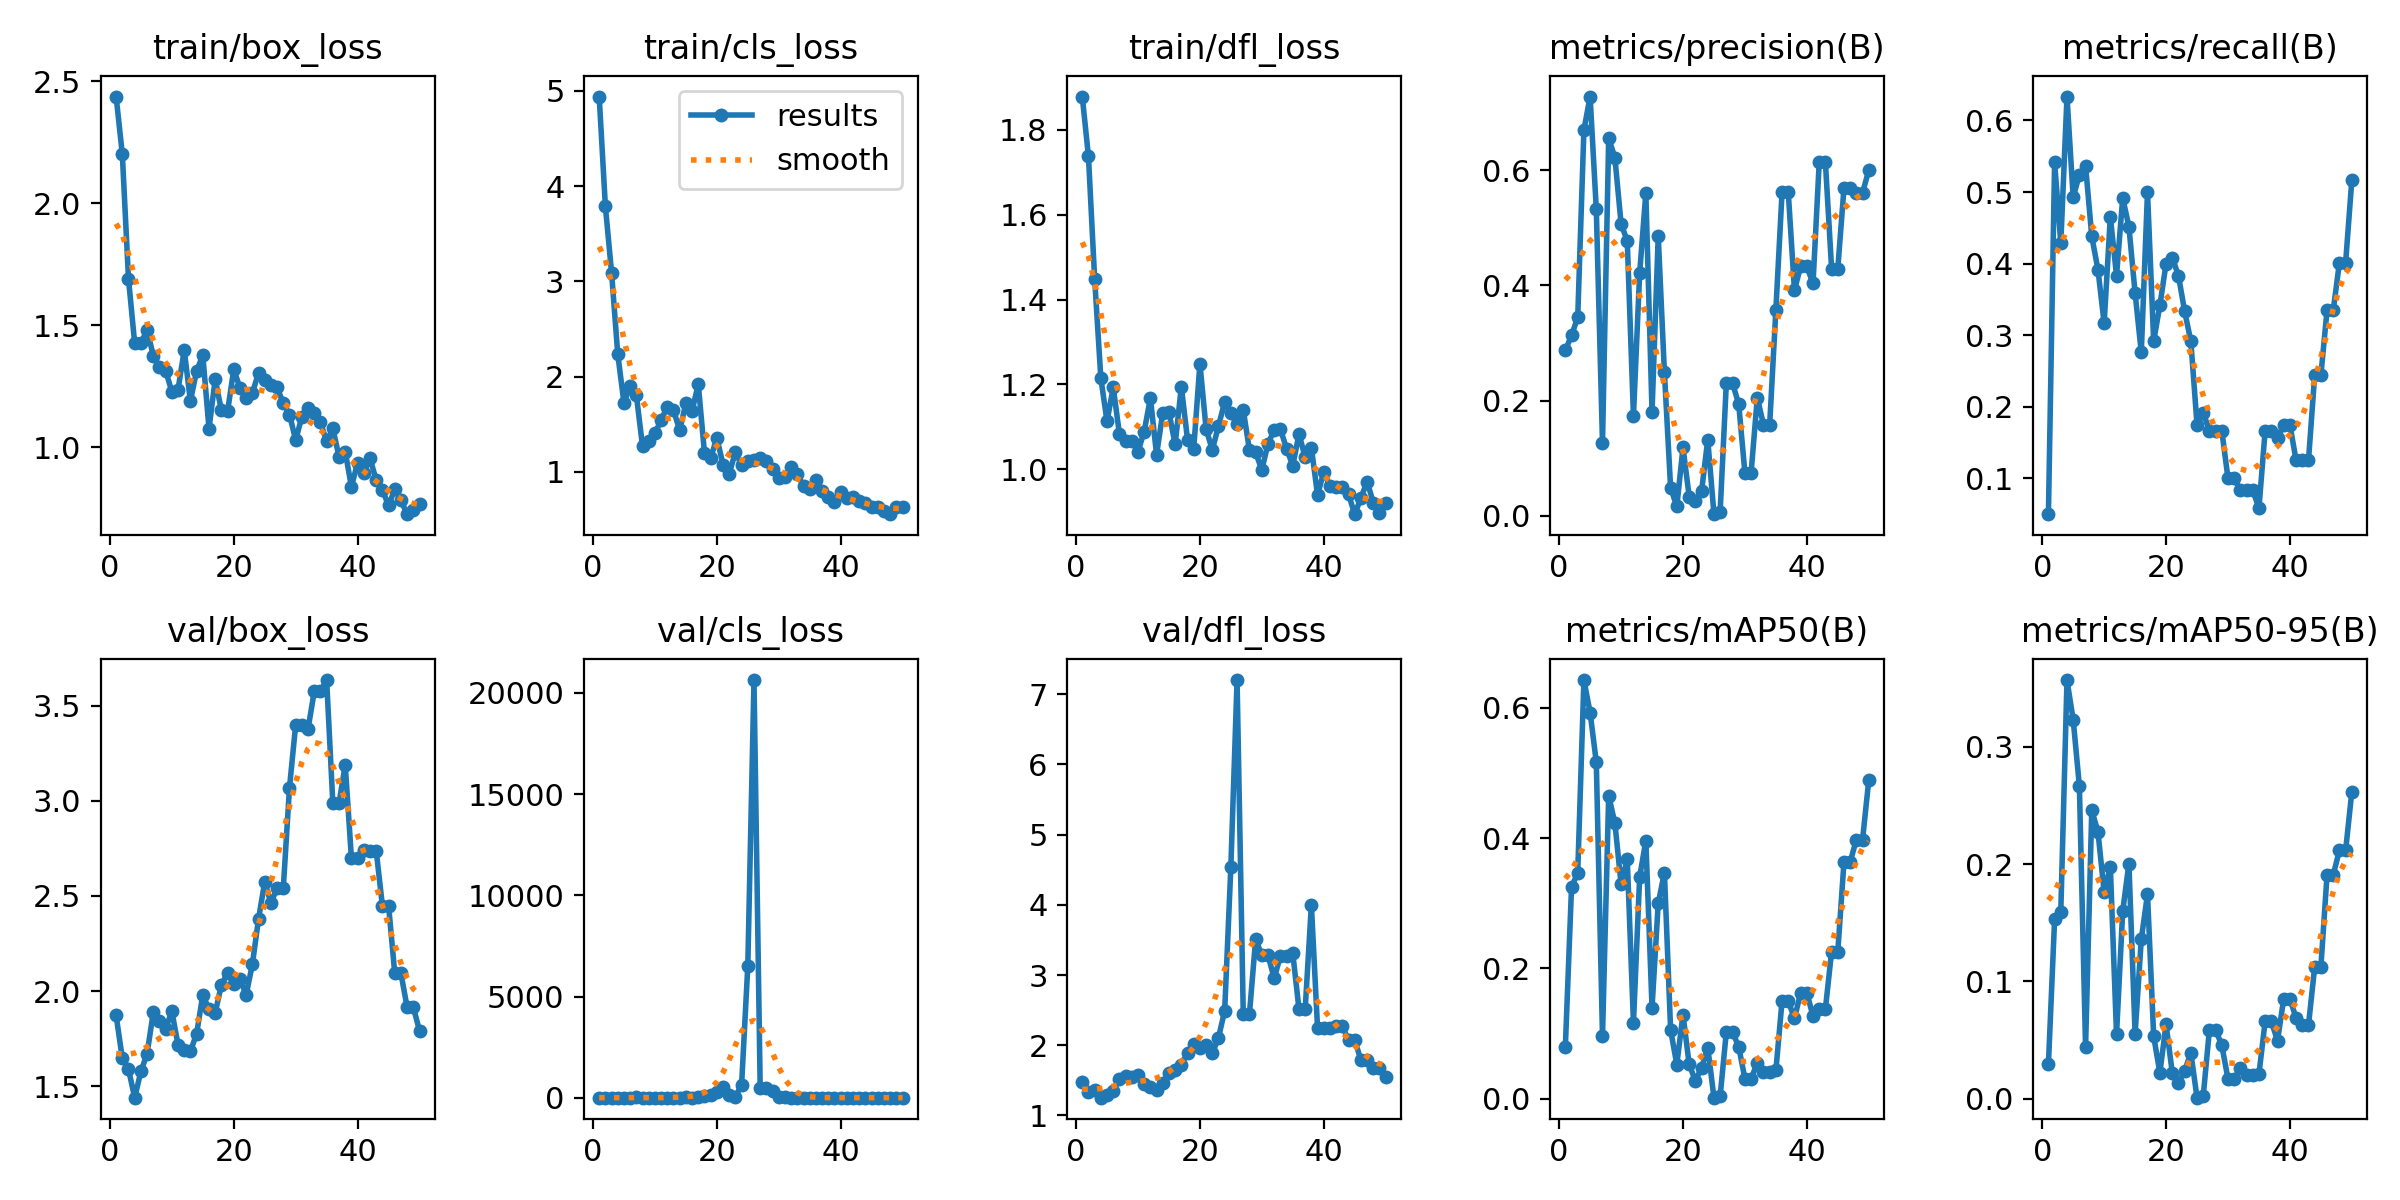 train/box_loss
2.5
2.0
1.5
1.0
0 20 40
train/cls_loss
results
smooth
5
4
3
2
1
0 20 40
train/dfl_loss
1.8
1.6
1.4
1.2
1.0
0 20 40
metrics/precision(B)
0.6
0.4
0.2
0.0
0 20 40
metrics/recall(B)
0.6
0.5
0.4
0.3
0.2
0.1
0 20 40
val/box_loss
3.5
3.0
2.5
2.0
1.5
0 20 40
val/cls_loss
20000
15000
10000
5000
0
0 20 40
val/dfl_loss
7
6
5
4
3
2
1
0 20 40
metrics/mAP50(B)
0.6
0.4
0.2
0.0
0 20 40
metrics/mAP50-95(B)
0.3
0.2
0.1
0.0
0 20 40